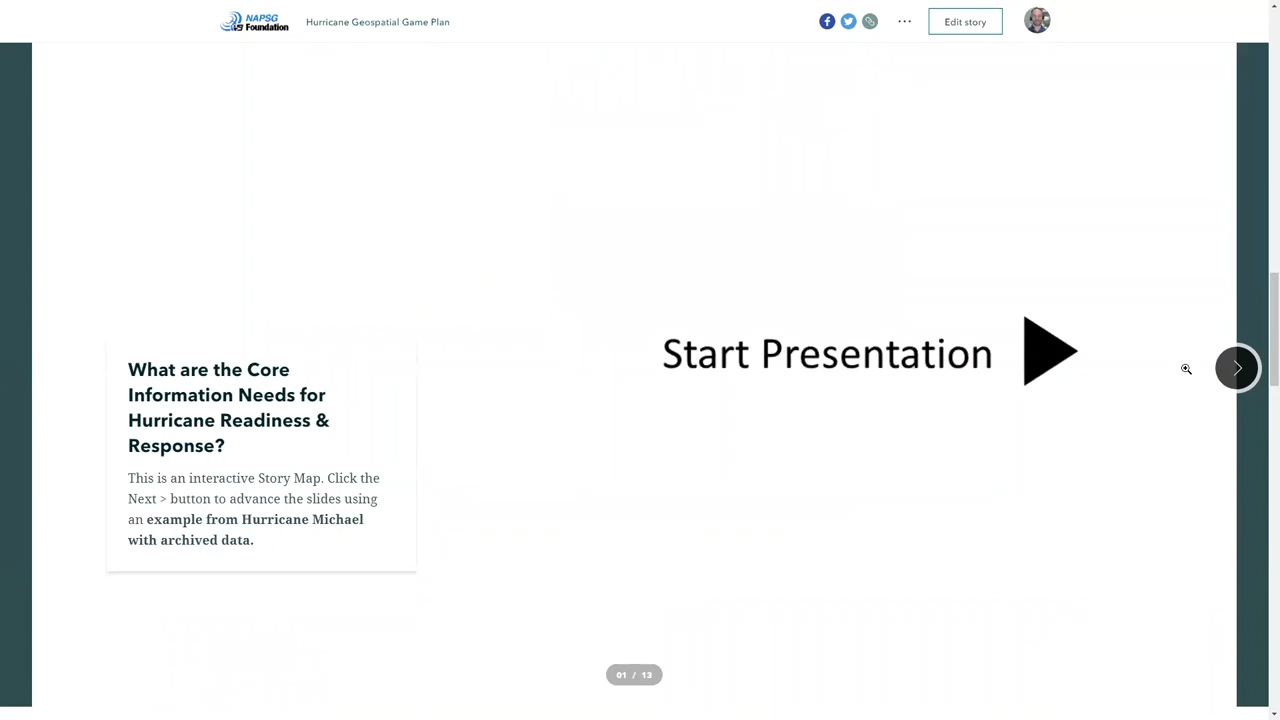 NAPSG
Foundation
Hurricane Geospatial Game Plan
Edit story
Start Presentation
What are the Core
Information Needs for
Hurricane Readiness &
Response?
This is an interactive Story Map. Click the
Next > button to advance the slides using
an example from Hurricane Michael
with archived data.
01 / 13